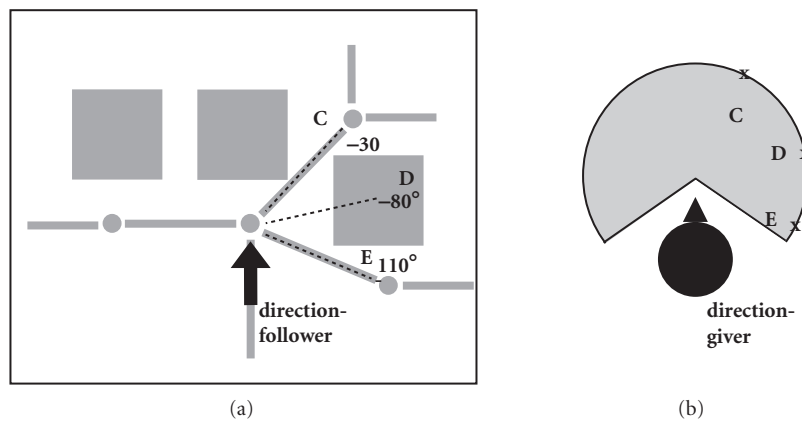 C
–30
D
–80°
E 110°
direction-
follower
(a)
x
C
D
x
E x
direction-
giver
(b)